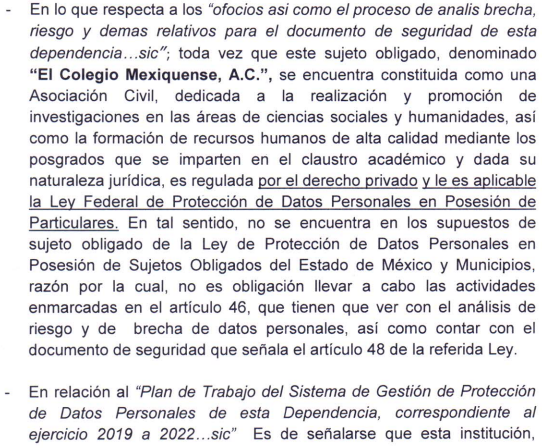 - En lo que respecta a los "ofocios asi como el proceso de analis brecha,
riesgo y demas relativos para el documento de seguridad de esta
dependencia...sic"; toda vez que este sujeto obligado, denominado
"El Colegio Mexiquense, A.C.", se encuentra constituida como una
Asociación Civil, dedicada a la realización y promoción de
investigaciones en las áreas de ciencias sociales y humanidades, así
como la formación de recursos humanos de alta calidad mediante los
posgrados que se imparten en el claustro académico y dada su
naturaleza jurídica, es regulada por el derecho privado y le es aplicable
la Ley Federal de Protección de Datos Personales en Posesión de
Particulares. En tal sentido, no se encuentra en los supuestos de
sujeto obligado de la Ley de Protección de Datos Personales en
Posesión de Sujetos Obligados del Estado de México y Municipios,
razón por la cual, no es obligación llevar a cabo las actividades
enmarcadas en el artículo 46, que tienen que ver con el análisis de
riesgo y de brecha de datos personales, así como contar con el
documento de seguridad que señala el artículo 48 de la referida Ley.
- En relación al "Plan de Trabajo del Sistema de Gestión de Protección
de Datos Personales de esta Dependencia, correspondiente al
ejercicio 2019 a 2022...sic" Es de señalarse que esta institución,